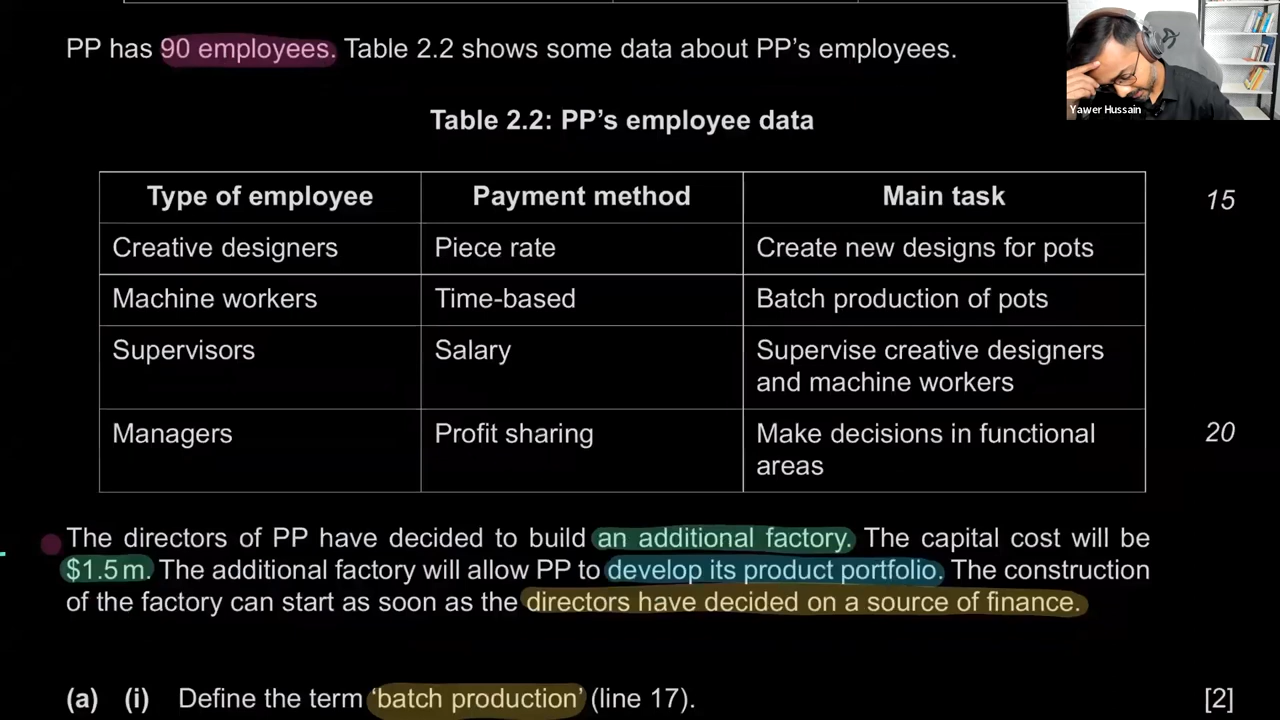 PP has 90 employees. Table 2.2 shows some data about PP's employees.
Yawer Hussain
Table 2.2: PP's employee data
Type of employee Payment method Main task
15
Creative designers Piece rate Create new designs for pots
Machine workers Time-based Batch production of pots
Supervisors Salary Supervise creative designers
and machine workers
Managers Profit sharing Make decisions in functional
areas
20
The directors of PP have decided to build an additional factory. The capital cost will be
$1.5m. The additional factory will allow PP to develop its product portfolio. The construction
of the factory can start as soon as the directors have decided on a source of finance.
(a) (i) Define the term 'batch production' (line 17). [2]